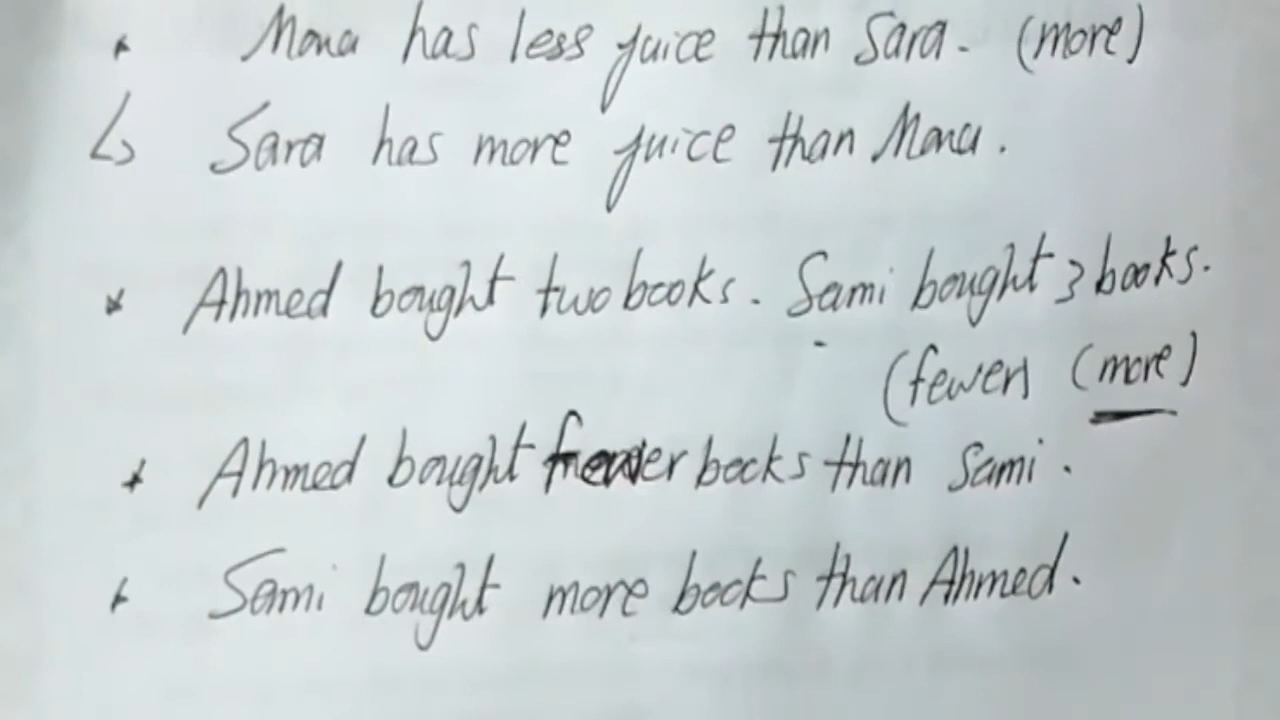 * Mona has less juice than Sara. (more)
↳ Sara has more juice than Mona.
* Ahmed bought two books. Sami bought 3 books.
(fewer) (more)
* Ahmed bought fewer books than Sami.
* Sami bought more books than Ahmed.